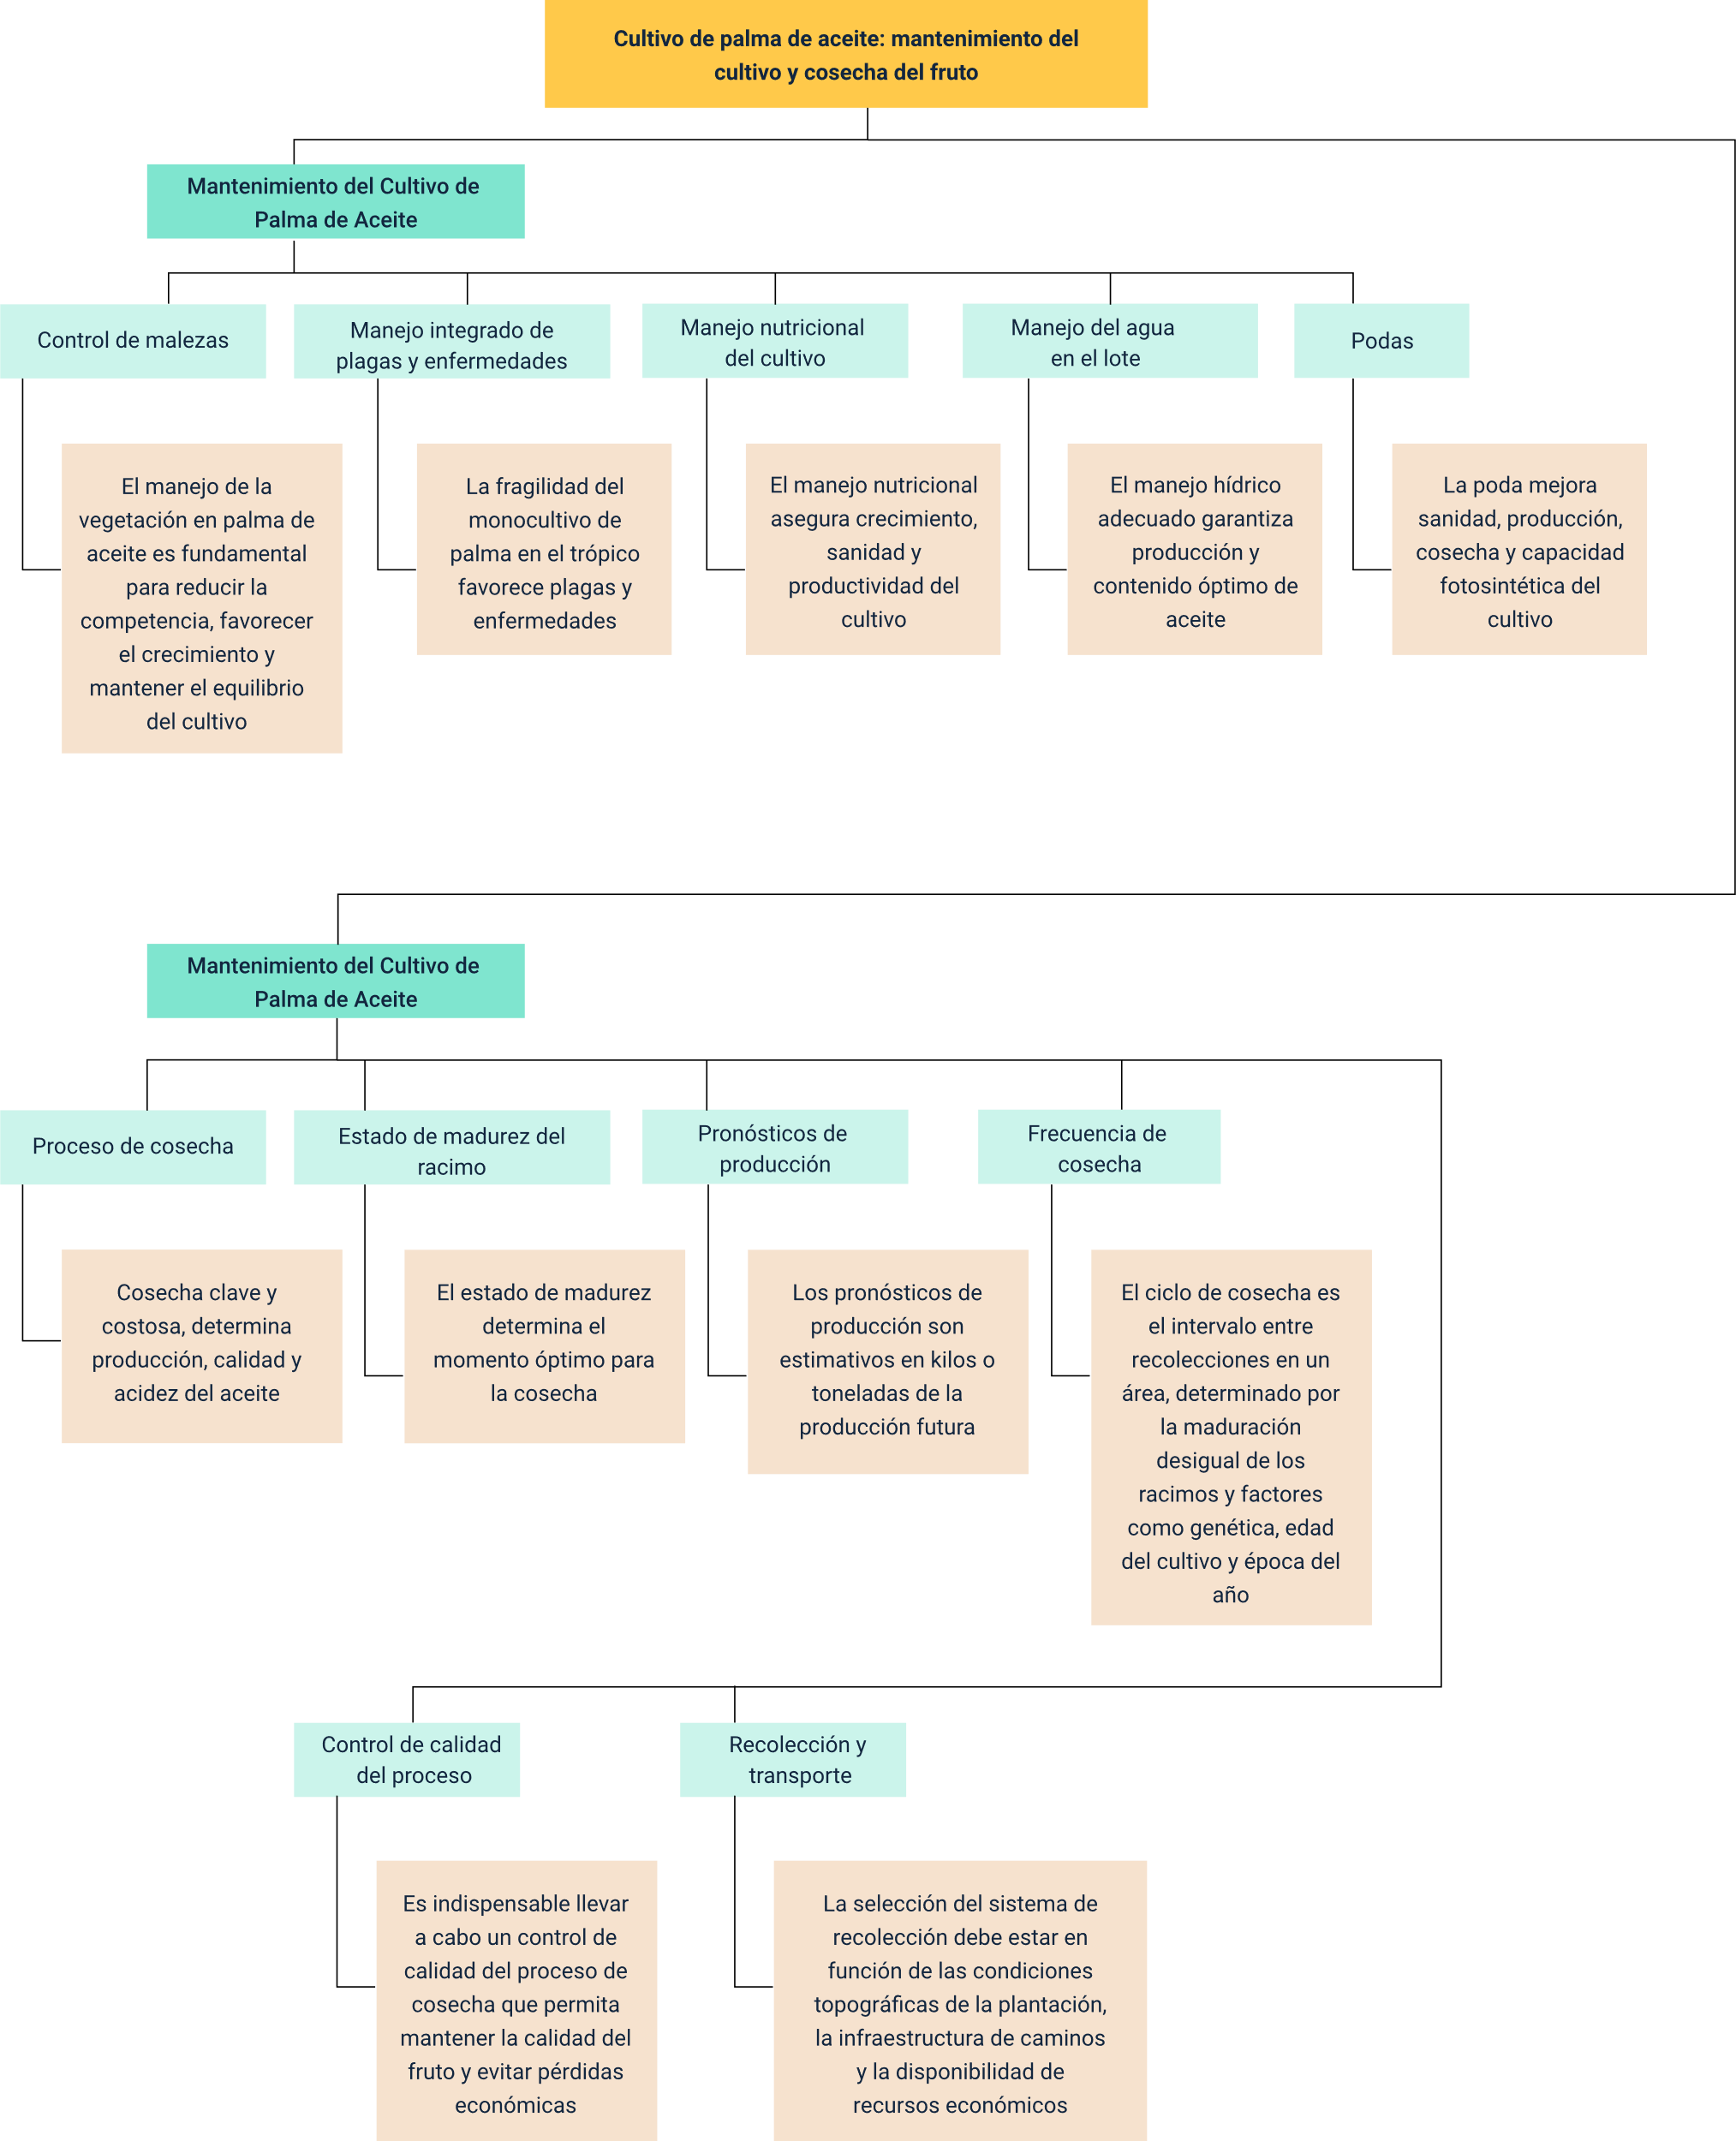 Cultivo de palma de aceite: mantenimiento del
cultivo y cosecha del fruto
Mantenimiento del Cultivo de
Palma de Aceite
Control de malezas
Manejo integrado de
plagas y enfermedades
Manejo nutricional
del cultivo
Manejo del agua
en el lote
Podas
El manejo de la
vegetación en palma de
aceite es fundamental
para reducir la
competencia, favorecer
el crecimiento y
mantener el equilibrio
del cultivo
La fragilidad del
monocultivo de
palma en el trópico
favorece plagas y
enfermedades
El manejo nutricional
asegura crecimiento,
sanidad y
productividad del
cultivo
El manejo hídrico
adecuado garantiza
producción y
contenido óptimo de
aceite
La poda mejora
sanidad, producción,
cosecha y capacidad
fotosintética del
cultivo
Mantenimiento del Cultivo de
Palma de Aceite
Proceso de cosecha
Estado de madurez del
racimo
Pronósticos de
producción
Frecuencia de
cosecha
Cosecha clave y
costosa, determina
producción, calidad y
acidez del aceite
El estado de madurez
determina el
momento óptimo para
la cosecha
Los pronósticos de
producción son
estimativos en kilos o
toneladas de la
producción futura
El ciclo de cosecha es
el intervalo entre
recolecciones en un
área, determinado por
la maduración
desigual de los
racimos y factores
como genética, edad
del cultivo y época del
año
Control de calidad
del proceso
Recolección y
transporte
Es indispensable llevar
a cabo un control de
calidad del proceso de
cosecha que permita
mantener la calidad del
fruto y evitar pérdidas
económicas
La selección del sistema de
recolección debe estar en
función de las condiciones
topográficas de la plantación,
la infraestructura de caminos
y la disponibilidad de
recursos económicos